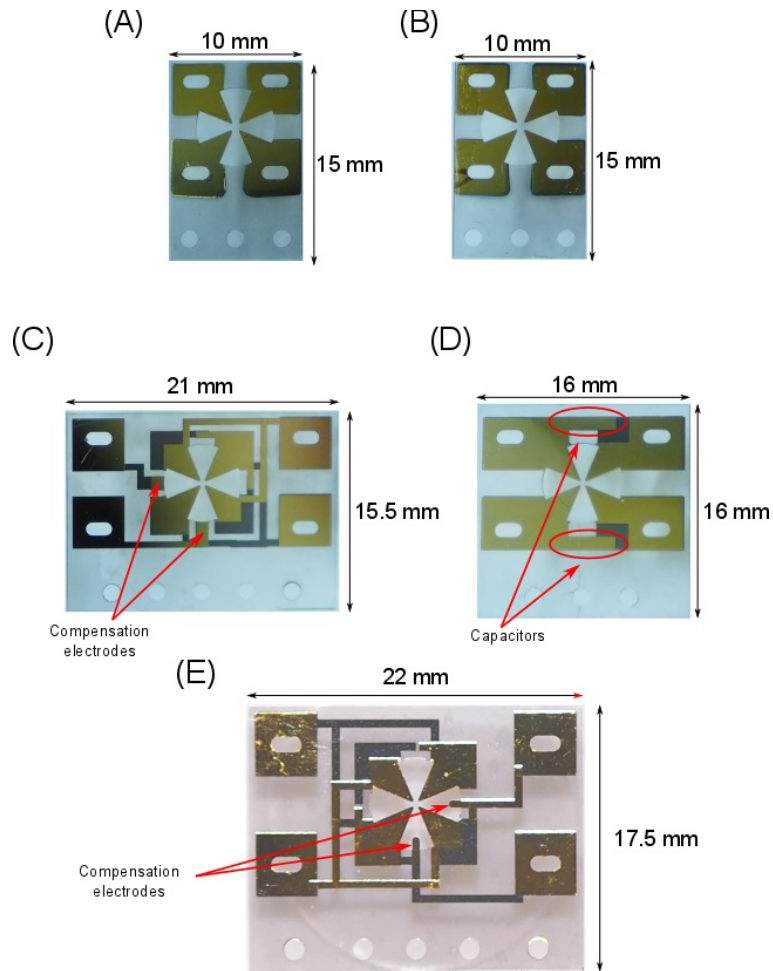 (A)
10 mm
15 mm
(B)
10 mm
15 mm
(C)
21 mm
15.5 mm
Compensation
electrodes
(D)
16 mm
16 mm
Capacitors
(E)
22 mm
17.5 mm
Compensation
electrodes